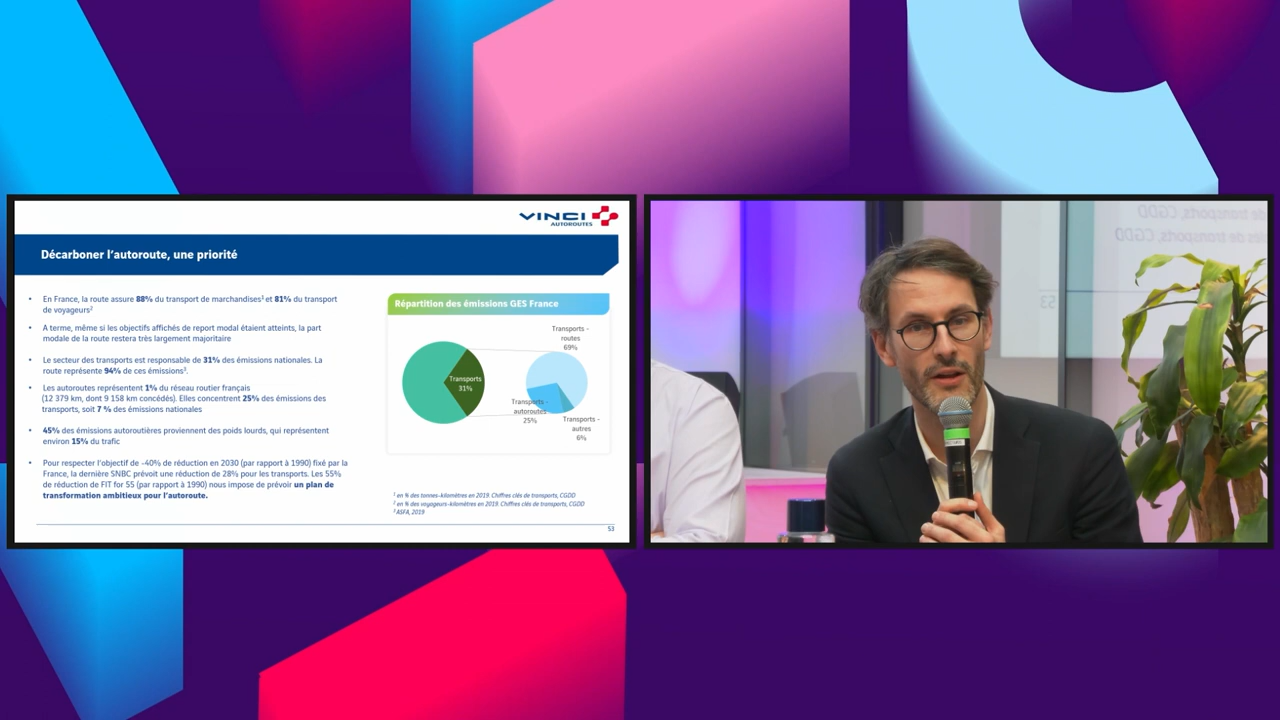 VINCI
AUTOROUTES
Décarboner l'autoroute, une priorité
• En France, la route assure 88% du transport de marchandises¹ et 81% du transport
de voyageurs²
• A terme, même si les objectifs affichés de report modal étaient atteints, la part
modale de la route restera très largement majoritaire
• Le secteur des transports est responsable de 31% des émissions nationales. La
route représente 94% de ces émissions³.
• Les autoroutes représentent 1% du réseau routier français
(12 379 km, dont 9 158 km concédés). Elles concentrent 25% des émissions des
transports, soit 7 % des émissions nationales
• 45% des émissions autoroutières proviennent des poids lourds, qui représentent
environ 15% du trafic
• Pour respecter l'objectif de -40% de réduction en 2030 (par rapport à 1990) fixé par la
France, la dernière SNBC prévoit une réduction de 28% pour les transports. Les 55%
de réduction de FIT for 55 (par rapport à 1990) nous impose de prévoir un plan de
transformation ambitieux pour l'autoroute.
Répartition des émissions GES France
Transports
31%
Transports -
routes
69%
Transports -
autoroutes
25%
Transports -
autres
6%
¹ en % des tonnes-kilomètres en 2019. Chiffres clés de transports, CGDD
² en % des voyageurs-kilomètres en 2019. Chiffres clés de transports, CGDD
³ ASFA, 2019
53
de transports, CGDD
és de transports, CGDD
53